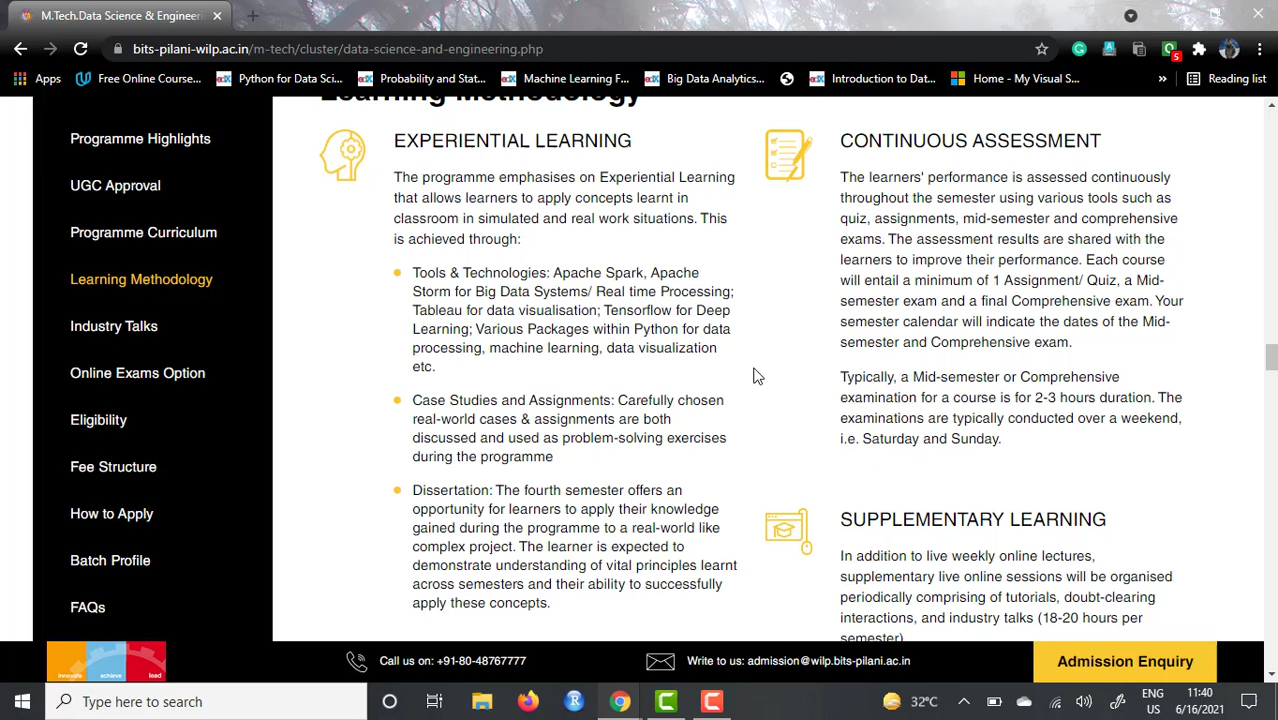 M.Tech.Data Science & Engineerin
bits-pilani-wilp.ac.in/m-tech/cluster/data-science-and-engineering.php
5
Apps
Free Online Course...
edX
Python for Data Sci...
edX
Probability and Stat...
edX
Machine Learning F...
edX
Big Data Analytics...
Introduction to Dat...
Home - My Visual S...
»
Reading list
Learning Methodology
Programme Highlights
UGC Approval
Programme Curriculum
Learning Methodology
Industry Talks
Online Exams Option
Eligibility
Fee Structure
How to Apply
Batch Profile
FAQs
EXPERIENTIAL LEARNING
The programme emphasises on Experiential Learning
that allows learners to apply concepts learnt in
classroom in simulated and real work situations. This
is achieved through:
Tools & Technologies: Apache Spark, Apache
Storm for Big Data Systems/ Real time Processing;
Tableau for data visualisation; Tensorflow for Deep
Learning; Various Packages within Python for data
processing, machine learning, data visualization
etc.
Case Studies and Assignments: Carefully chosen
real-world cases & assignments are both
discussed and used as problem-solving exercises
during the programme
Dissertation: The fourth semester offers an
opportunity for learners to apply their knowledge
gained during the programme to a real-world like
complex project. The learner is expected to
demonstrate understanding of vital principles learnt
across semesters and their ability to successfully
apply these concepts.
CONTINUOUS ASSESSMENT
The learners' performance is assessed continuously
throughout the semester using various tools such as
quiz, assignments, mid-semester and comprehensive
exams. The assessment results are shared with the
learners to improve their performance. Each course
will entail a minimum of 1 Assignment/ Quiz, a Mid-
semester exam and a final Comprehensive exam. Your
semester calendar will indicate the dates of the Mid-
semester and Comprehensive exam.
Typically, a Mid-semester or Comprehensive
examination for a course is for 2-3 hours duration. The
examinations are typically conducted over a weekend,
i.e. Saturday and Sunday.
SUPPLEMENTARY LEARNING
In addition to live weekly online lectures,
supplementary live online sessions will be organised
periodically comprising of tutorials, doubt-clearing
interactions, and industry talks (18-20 hours per
semester)
innovate achieve lead
Call us on: +91-80-48767777
Write to us: admission@wilp.bits-pilani.ac.in
Admission Enquiry
Type here to search
32°C
ENG
US
11:40
6/16/2021